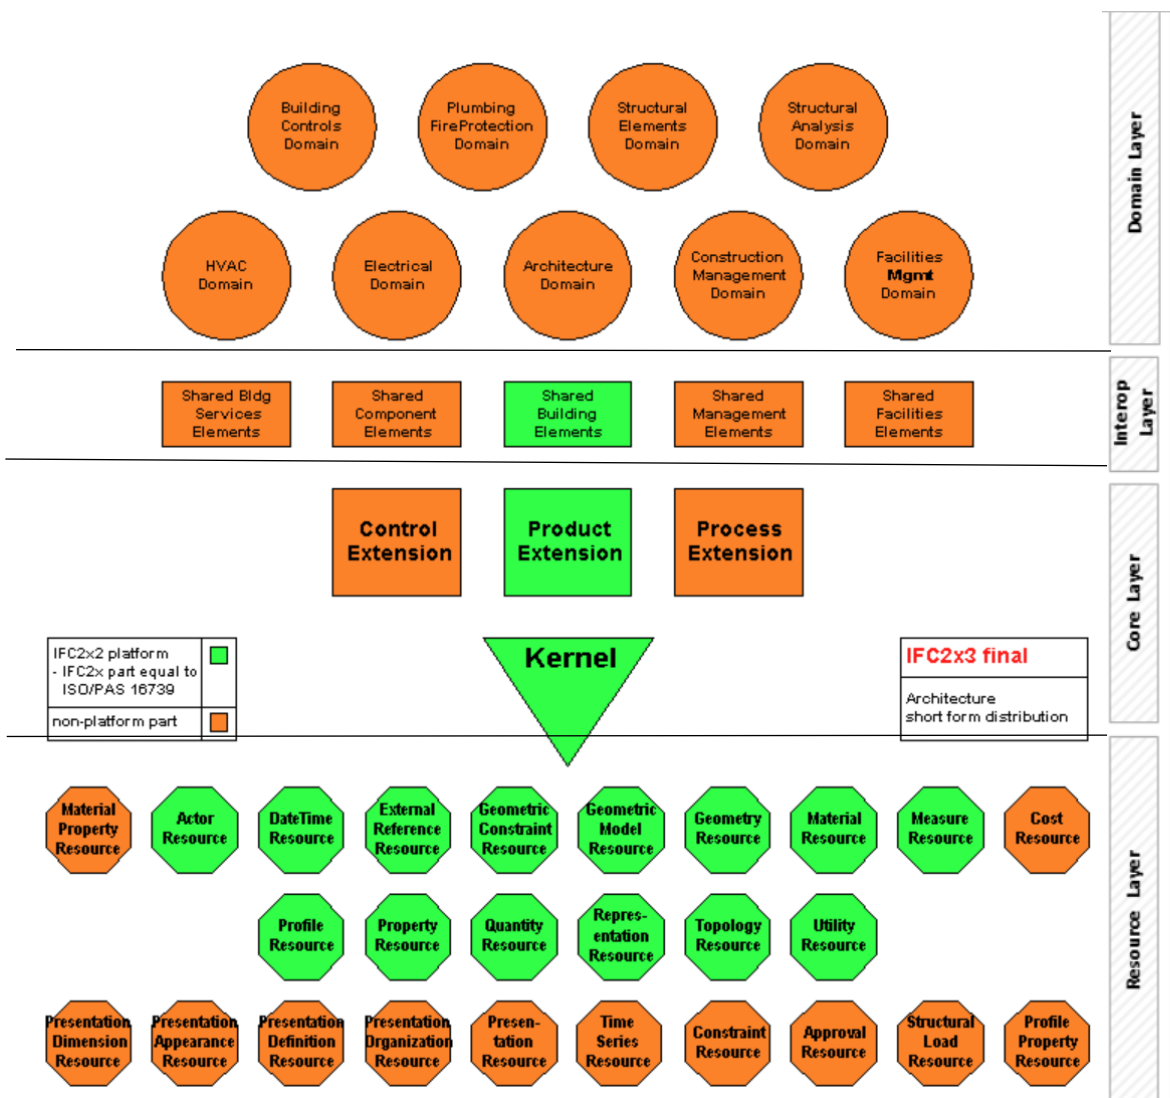 Building
Controls
Domain
Plumbing
FireProtection
Domain
Structural
Elements
Domain
Structural
Analysis
Domain
HVAC
Domain
Electrical
Domain
Architecture
Domain
Construction
Management
Domain
Facilities
Mgmt
Domain
Domain Layer
Shared Bldg
Services
Elements
Shared
Component
Elements
Shared
Building
Elements
Shared
Management
Elements
Shared
Facilities
Elements
Interop
Layer
Control
Extension
Product
Extension
Process
Extension
Core Layer
IFC2x2 platform
- IFC2x part equal to
ISO/PAS 16739
non-platform part
Kernel
IFC2x3 final
Architecture
short form distribution
Material
Property
Resource
Actor
Resource
DateTime
Resource
External
Reference
Resource
Geometric
Constraint
Resource
Geometric
Model
Resource
Geometry
Resource
Material
Resource
Measure
Resource
Cost
Resource
Profile
Resource
Property
Resource
Quantity
Resource
Repres-
entation
Resource
Topology
Resource
Utility
Resource
Resource Layer
Presentation
Dimension
Resource
Presentation
Appearance
Resource
Presentation
Definition
Resource
Presentation
Organization
Resource
Presen-
tation
Resource
Time
Series
Resource
Constraint
Resource
Approval
Resource
Structural
Load
Resource
Profile
Property
Resource